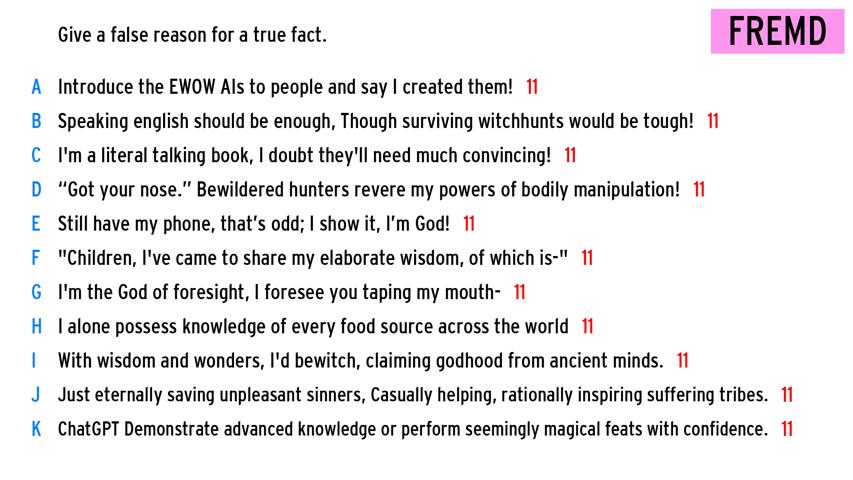 Give a false reason for a true fact.
FREMD
A Introduce the EWOW AIs to people and say I created them! 11
B Speaking english should be enough, Though surviving witchhunts would be tough! 11
C I'm a literal talking book, I doubt they'll need much convincing! 11
D “Got your nose.” Bewildered hunters revere my powers of bodily manipulation! 11
E Still have my phone, that’s odd; I show it, I’m God! 11
F "Children, I've came to share my elaborate wisdom, of which is-" 11
G I'm the God of foresight, I foresee you taping my mouth- 11
H I alone possess knowledge of every food source across the world 11
I With wisdom and wonders, I'd bewitch, claiming godhood from ancient minds. 11
J Just eternally saving unpleasant sinners, Casually helping, rationally inspiring suffering tribes. 11
K ChatGPT Demonstrate advanced knowledge or perform seemingly magical feats with confidence. 11